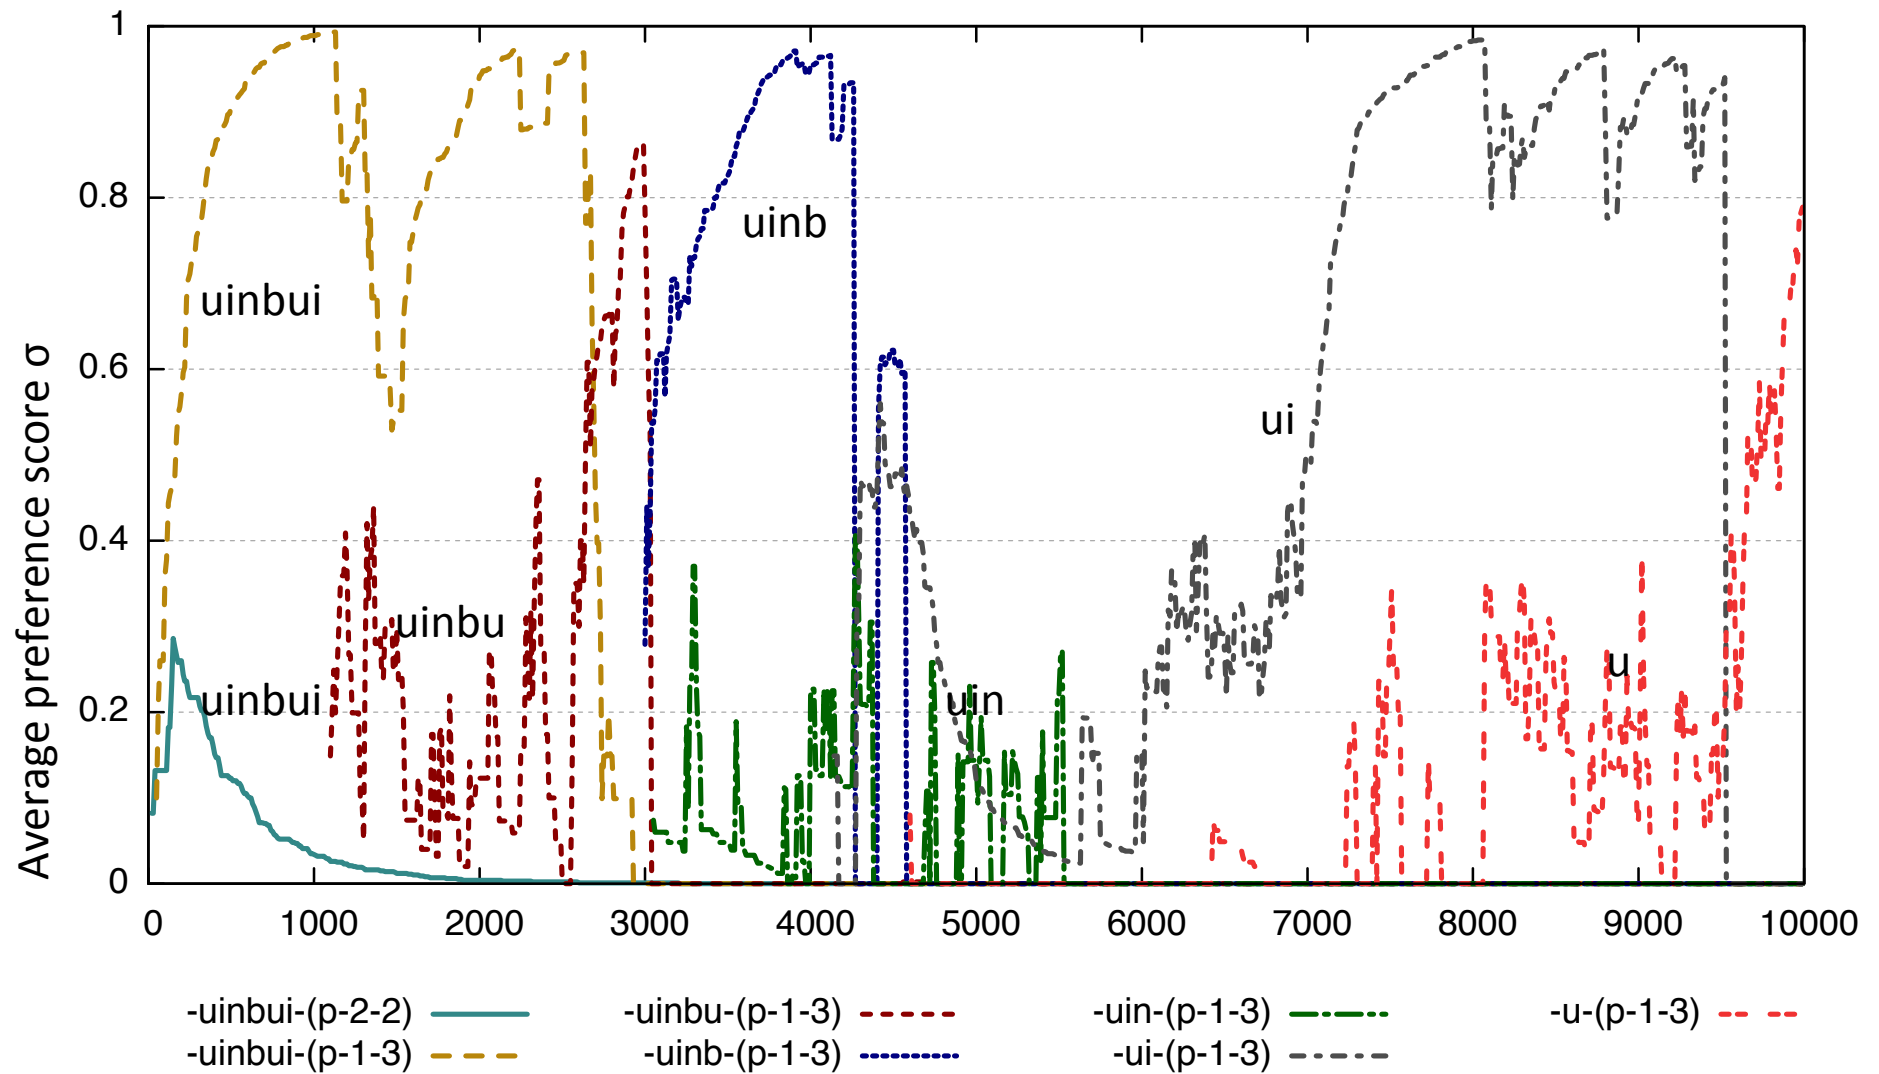 1
0.8
0.6
0.4
0.2
0
Average preference score σ
uinbui
uinb
ui
uinbu
u
uinbui
uin
0 1000 2000 3000 4000 5000 6000 7000 8000 9000 10000
-uinbui-(p-2-2) -uinbu-(p-1-3) -uin-(p-1-3) -u-(p-1-3)
-uinbui-(p-1-3) -uinb-(p-1-3) -ui-(p-1-3)